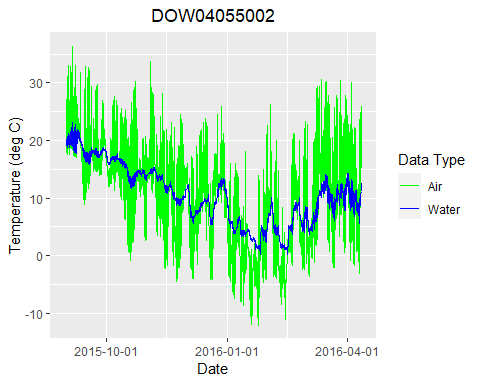 DOW04055002
Temperature (deg C)
30
20
10
0
-10
2015-10-01
2016-01-01
2016-04-01
Date
Data Type
Air
Water